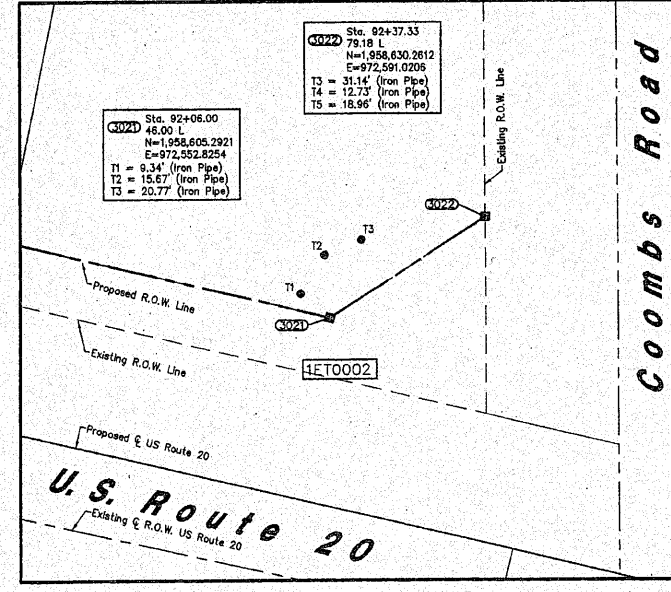 3022
Sta. 92+37.33
79.18 L
N=1,958,630.2612
E=972,591.0206
T3 = 31.14' (Iron Pipe)
T4 = 12.73' (Iron Pipe)
T5 = 18.96' (Iron Pipe)
3021
Sta. 92+06.00
46.00 L
N=1,958,605.2921
E=972,552.8254
T1 = 9.34' (Iron Pipe)
T2 = 15.67' (Iron Pipe)
T3 = 20.77' (Iron Pipe)
Existing R.O.W. Line
Coombs Road
3022
T3
T2
T1
Proposed R.O.W. Line
3021
Existing R.O.W. Line
1ET0002
Proposed ℄ US Route 20
U.S. Route 20
Existing ℄ R.O.W. US Route 20